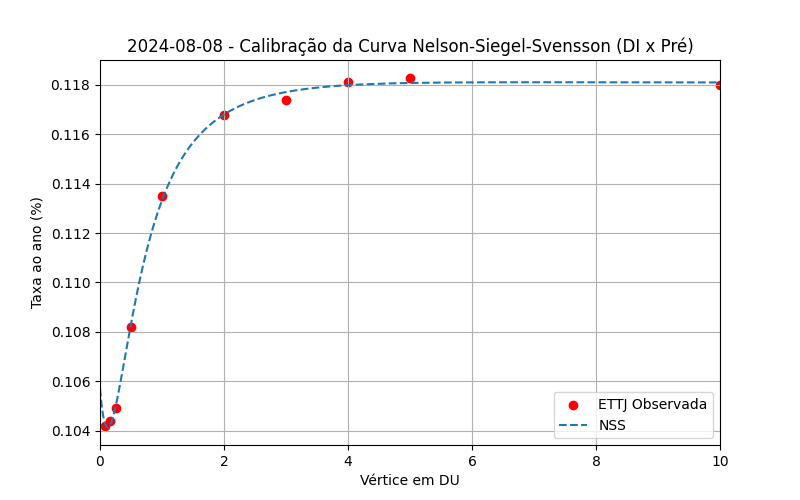 2024-08-08 - Calibração da Curva Nelson-Siegel-Svensson (DI x Pré)
Taxa ao ano (%)
0.118
0.116
0.114
0.112
0.110
0.108
0.106
0.104
0 2 4 6 8 10
Vértice em DU
ETTJ Observada
NSS